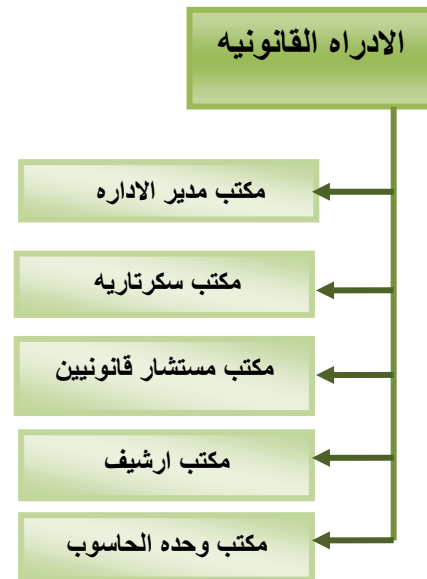 الادراه القانونيه
مكتب مدير الاداره
مكتب سكرتاريه
مكتب مستشار قانونيين
مكتب ارشيف
مكتب وحده الحاسوب